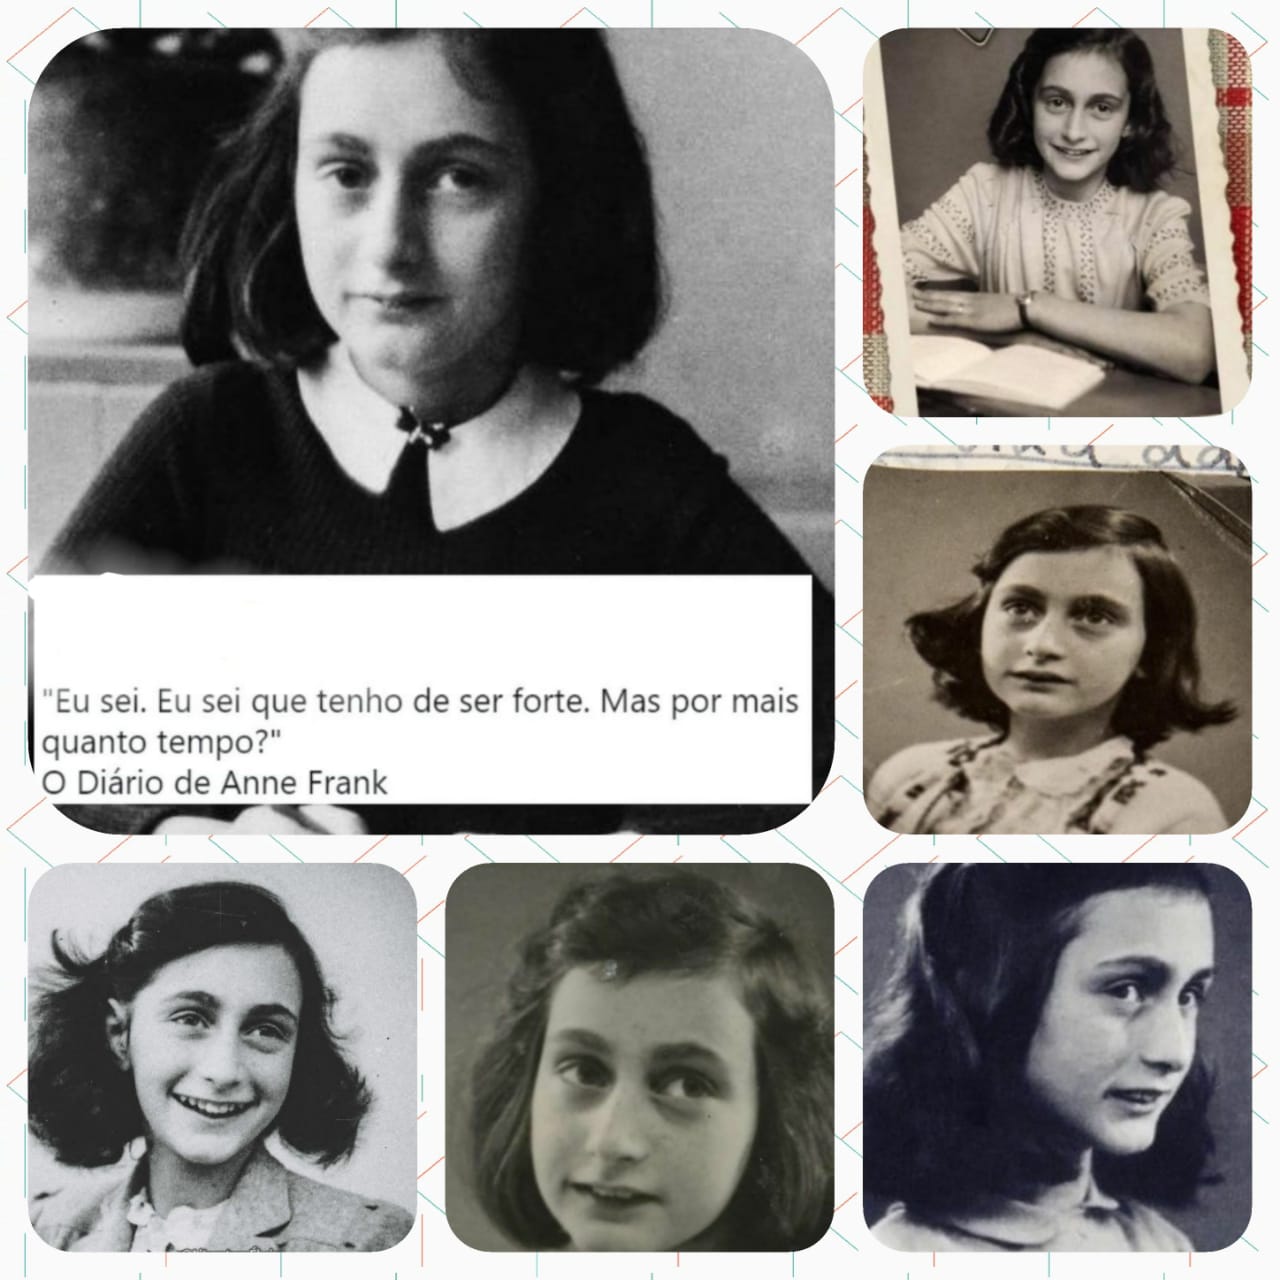 "Eu sei. Eu sei que tenho de ser forte. Mas por mais
quanto tempo?"
O Diário de Anne Frank